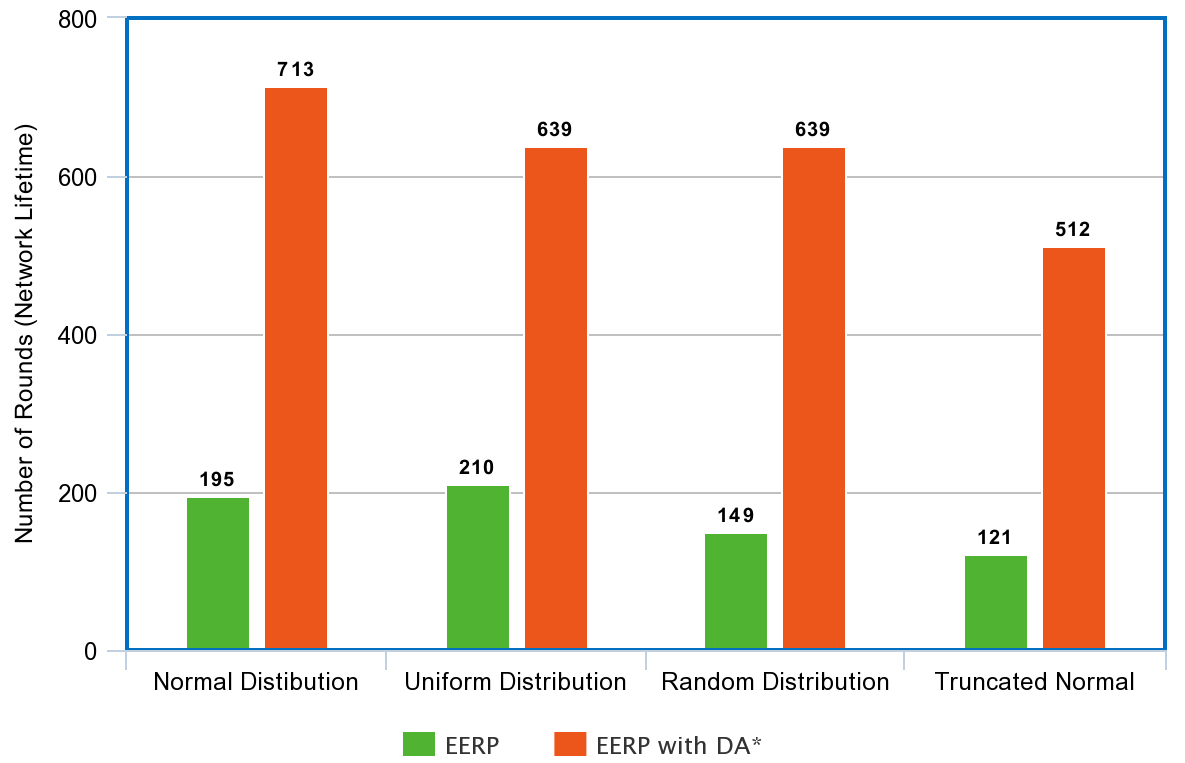 Number of Rounds (Network Lifetime)
800
600
400
200
0
195
713
210
639
149
639
121
512
Normal Distibution
Uniform Distribution
Random Distribution
Truncated Normal
EERP
EERP with DA*